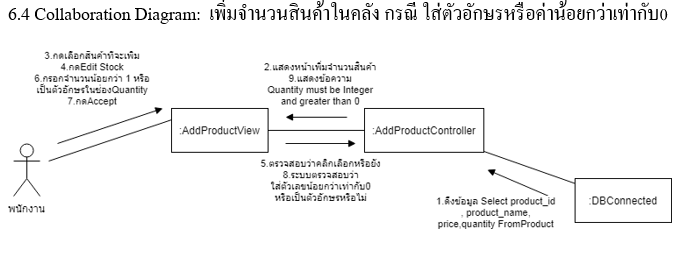 6.4 Collaboration Diagram: เพิ่มจำนวนสินค้าในคลัง กรณี ใส่ตัวอักษรหรือค่าน้อยกว่าเท่ากับ0
3.กดเลือกสินค้าที่จะเพิ่ม
4.กดEdit Stock
6.กรอกจำนวนน้อยกว่า 1 หรือ
เป็นตัวอักษรในช่องQuantity
7.กดAccept
2.แสดงหน้าเพิ่มจำนวนสินค้า
9.แสดงข้อความ
Quantity must be Integer
and greater than 0
:AddProductView
:AddProductController
5.ตรวจสอบว่าคลิกเลือกหรือยัง
8.ระบบตรวจสอบว่า
ใส่ตัวเลขน้อยกว่าเท่ากับ0
หรือเป็นตัวอักษรหรือไม่
พนักงาน
1.ดึงข้อมูล Select product_id
, product_name,
price,quantity FromProduct
:DBConnected